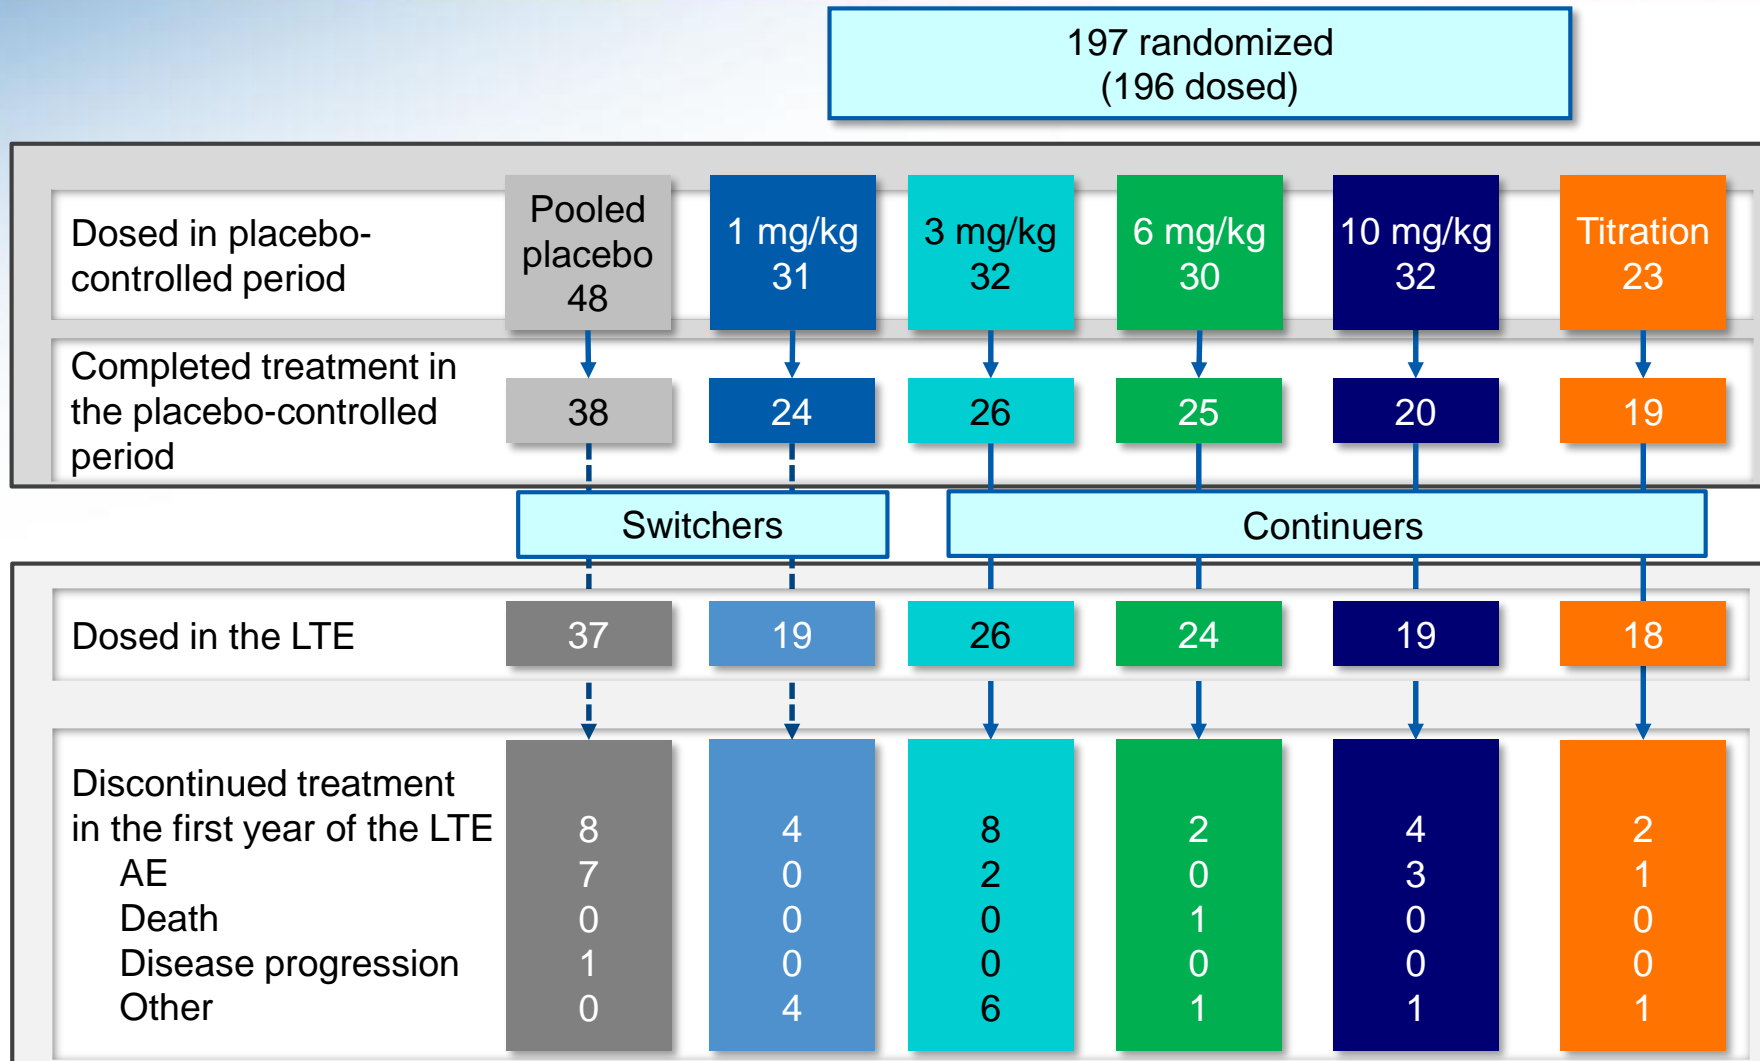 197 randomized
(196 dosed)
Dosed in placebo-
controlled period
Pooled
placebo
48
1 mg/kg
31
3 mg/kg
32
6 mg/kg
30
10 mg/kg
32
Titration
23
Completed treatment in
the placebo-controlled
period
38
24
26
25
20
19
Switchers
Continuers
Dosed in the LTE
37
19
26
24
19
18
Discontinued treatment
in the first year of the LTE 8 4 8 2 4 2
AE 7 0 2 0 3 1
Death 0 0 0 1 0 0
Disease progression 1 0 0 0 0 0
Other 0 4 6 1 1 1